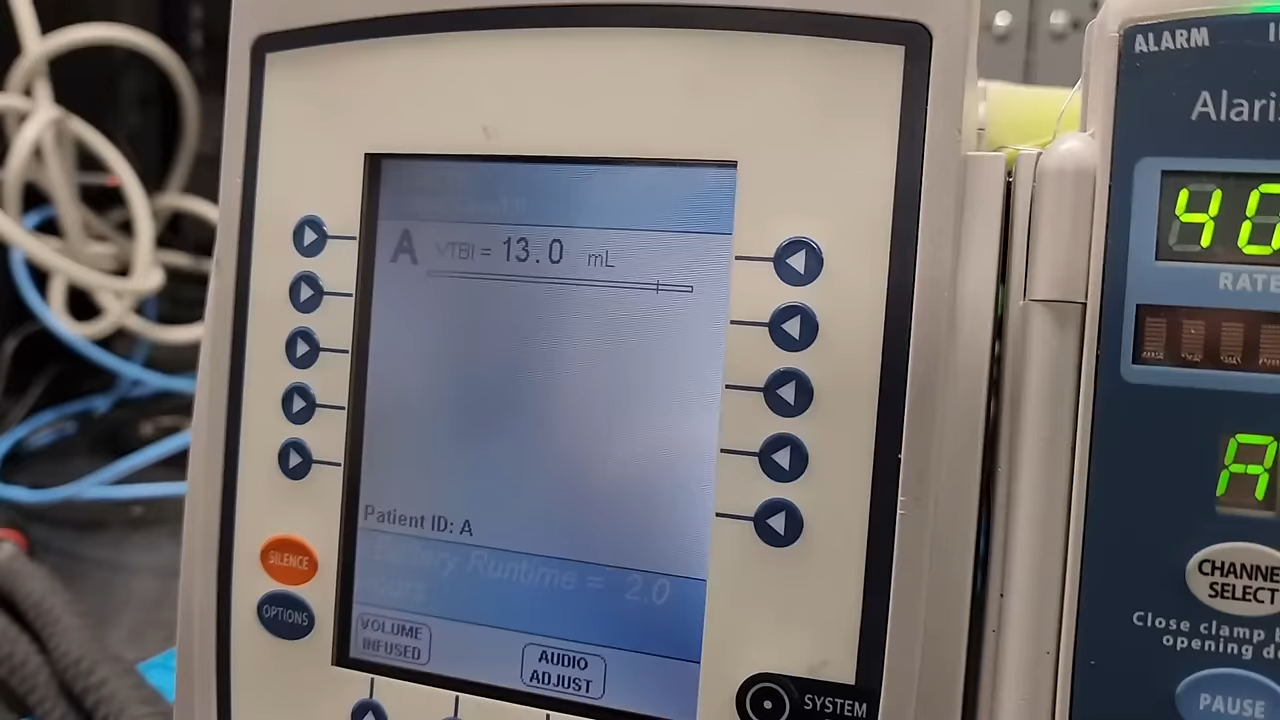 ALARM
Alaris
A VTBI = 13.0 mL
40
RATE
Patient ID: A
Battery Runtime = 2.0
hours
A
SILENCE
OPTIONS
VOLUME
INFUSED
AUDIO
ADJUST
CHANNEL
SELECT
Close clamp
opening
SYSTEM
PAUSE